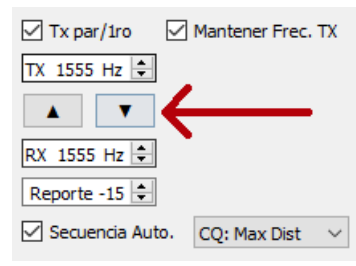 Tx par/1ro Mantener Frec. TX
TX 1555 Hz
▲ ▼
RX 1555 Hz
Reporte -15
Secuencia Auto. CQ: Max Dist